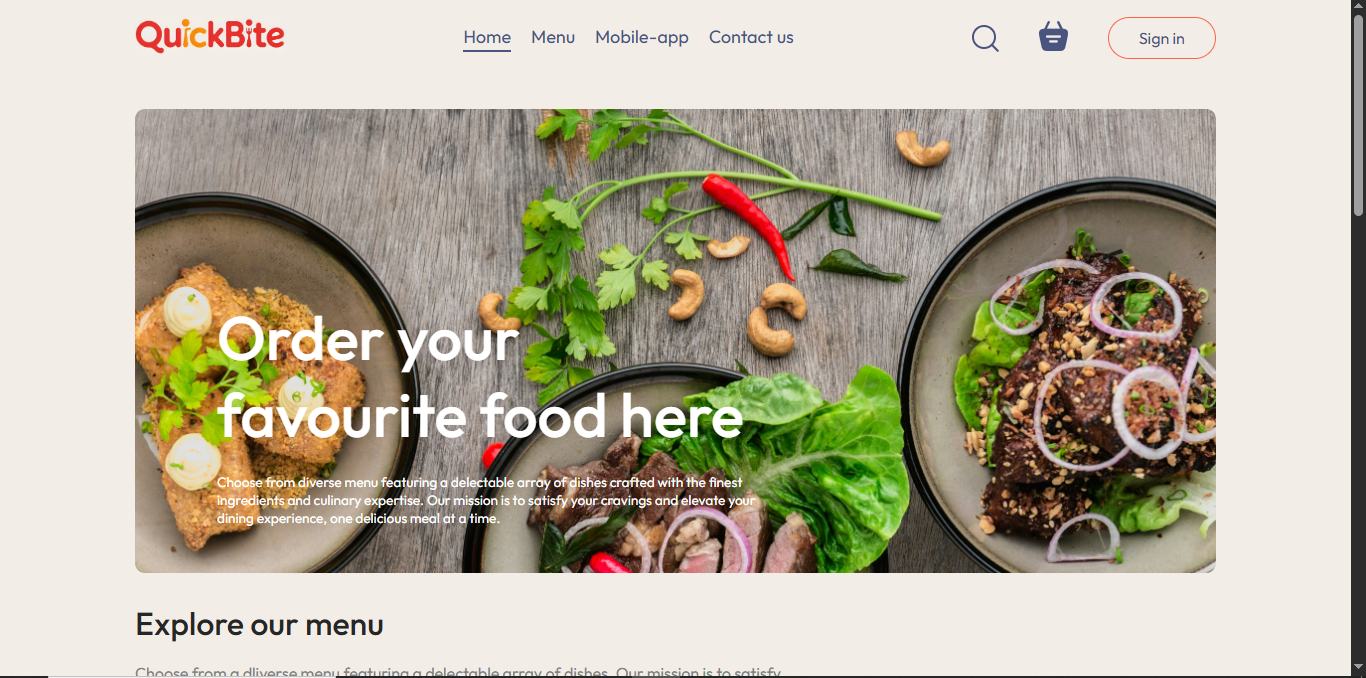 QuickBite
Home Menu Mobile-app Contact us
Sign in
Order your
favourite food here
Choose from diverse menu featuring a delectable array of dishes crafted with the finest
ingredients and culinary expertise. Our mission is to satisfy your cravings and elevate your
dining experience, one delicious meal at a time.
Explore our menu
Choose from a dliverse menu featuring a delectable array of dishes. Our mission is to satisfy